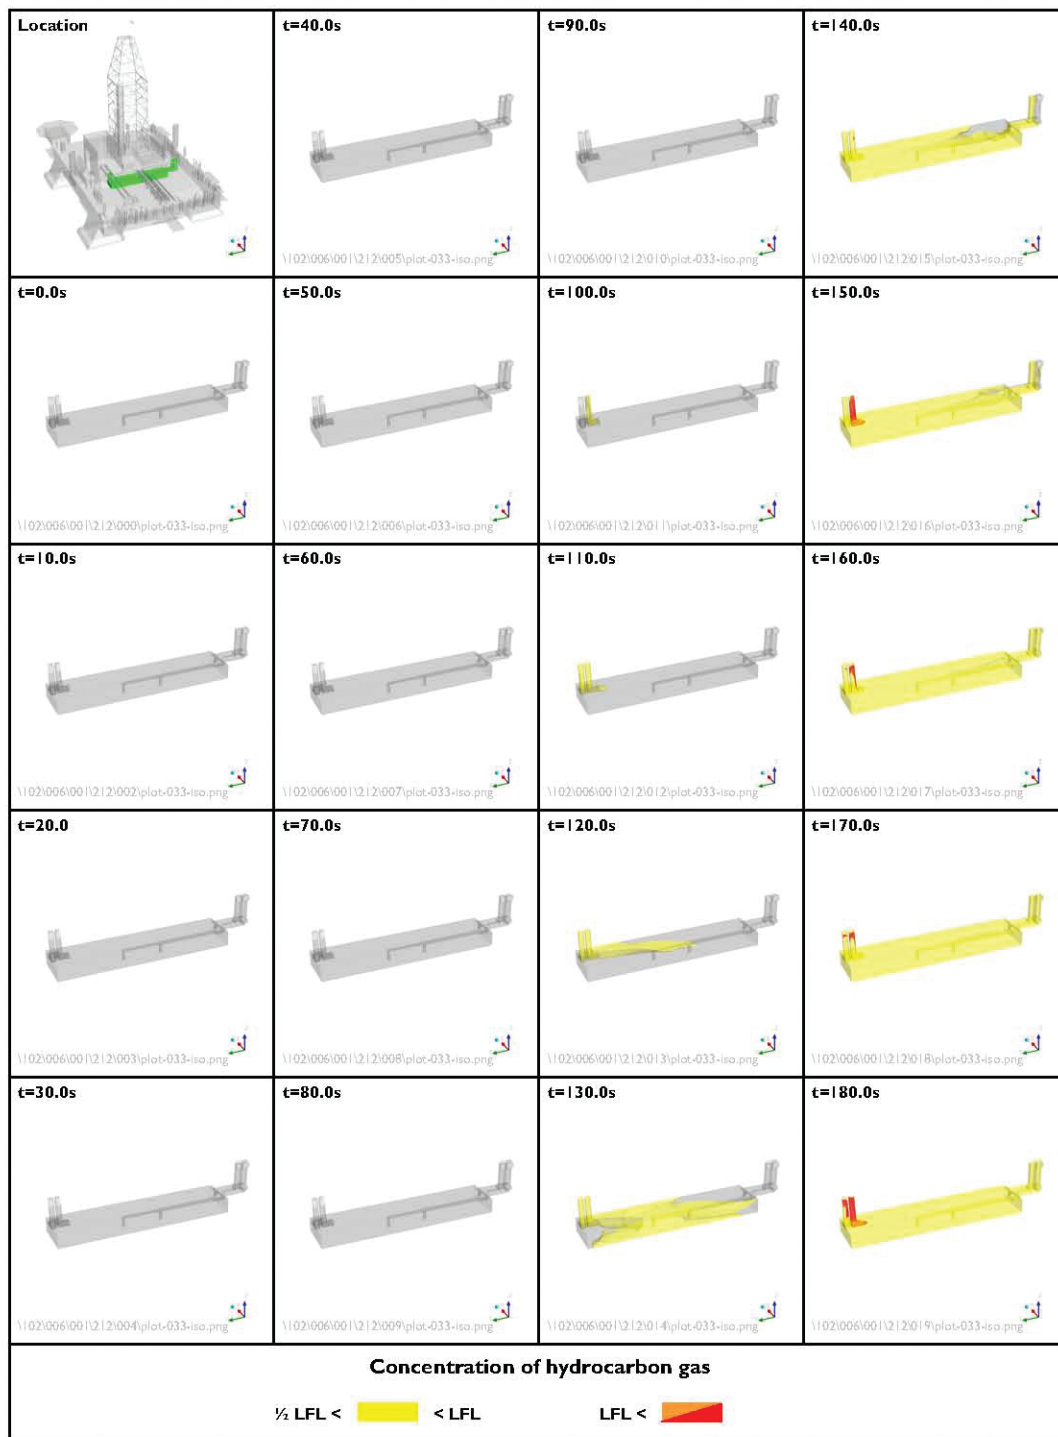 Location
t=40.0s
t=90.0s
t=140.0s
\102\006\001\212\005\plot-033-iso.png
\102\006\001\212\010\plot-033-iso.png
\102\006\001\212\015\plot-033-iso.png
t=0.0s
t=50.0s
t=100.0s
t=150.0s
\102\006\001\212\000\plot-033-iso.png
\102\006\001\212\006\plot-033-iso.png
\102\006\001\212\011\plot-033-iso.png
\102\006\001\212\016\plot-033-iso.png
t=10.0s
t=60.0s
t=110.0s
t=160.0s
\102\006\001\212\002\plot-033-iso.png
\102\006\001\212\007\plot-033-iso.png
\102\006\001\212\012\plot-033-iso.png
\102\006\001\212\017\plot-033-iso.png
t=20.0
t=70.0s
t=120.0s
t=170.0s
\102\006\001\212\003\plot-033-iso.png
\102\006\001\212\008\plot-033-iso.png
\102\006\001\212\013\plot-033-iso.png
\102\006\001\212\018\plot-033-iso.png
t=30.0s
t=80.0s
t=130.0s
t=180.0s
\102\006\001\212\004\plot-033-iso.png
\102\006\001\212\009\plot-033-iso.png
\102\006\001\212\014\plot-033-iso.png
\102\006\001\212\019\plot-033-iso.png
Concentration of hydrocarbon gas
½ LFL < < LFL LFL <